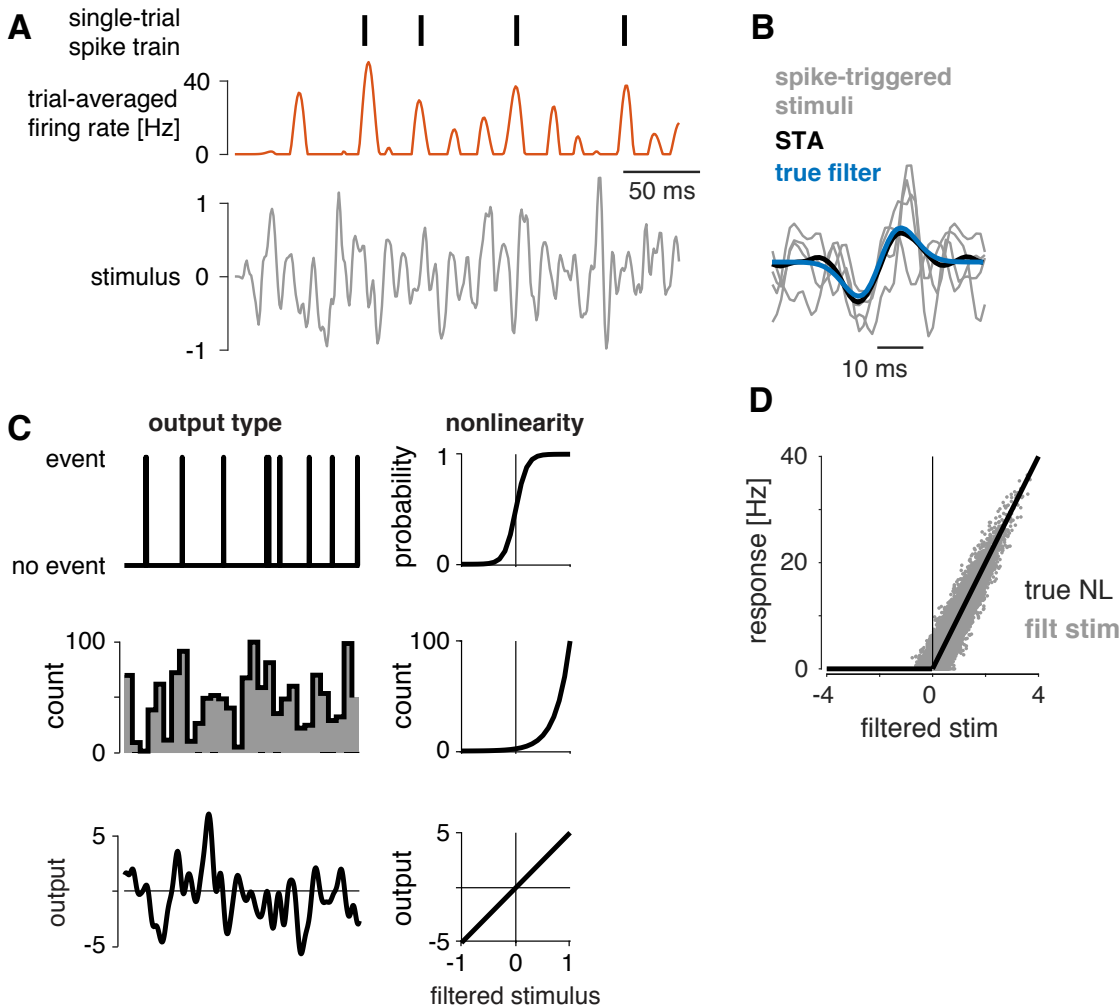 A
single-trial
spike train
trial-averaged
firing rate [Hz]
40
0
50 ms
stimulus
1
0
-1
B
spike-triggered
stimuli
STA
true filter
10 ms
C
output type
nonlinearity
event
no event
probability
1
0
count
100
0
count
100
0
output
5
-5
output
5
-5
-1 0 1
filtered stimulus
D
response [Hz]
40
20
0
-4 0 4
filtered stim
true NL
filt stim